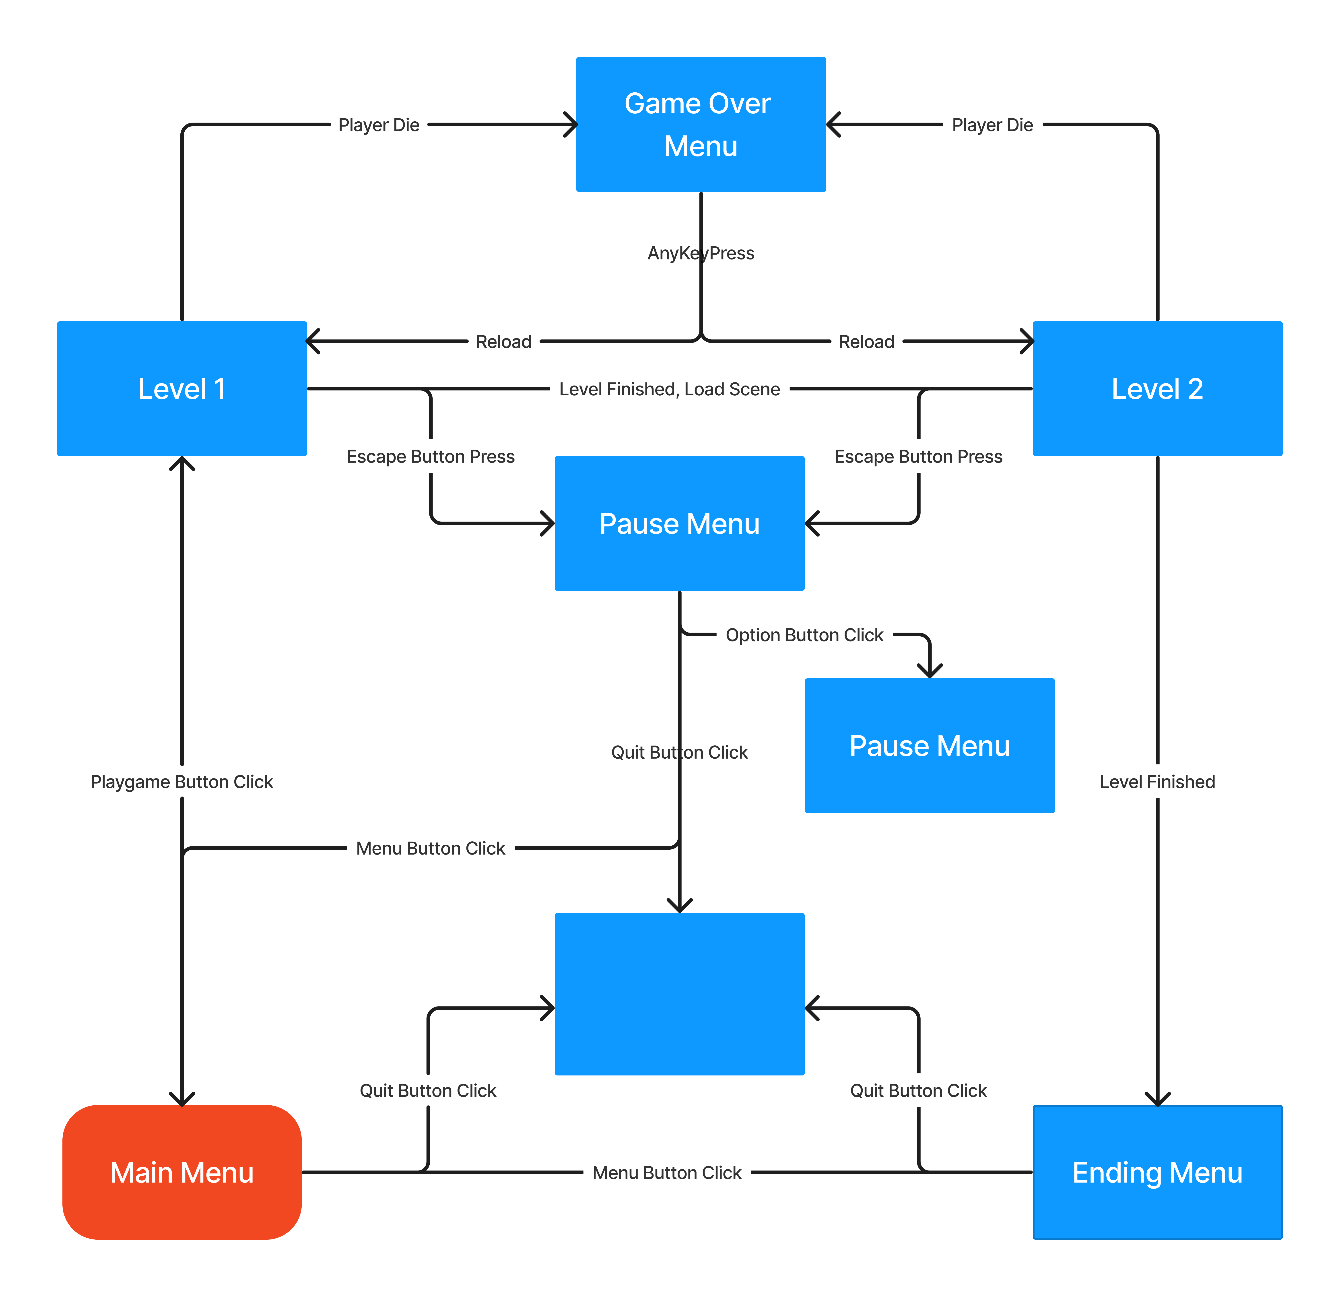 Game Over
Menu
Player Die
Player Die
AnyKeyPress
Reload
Reload
Level 1
Level Finished, Load Scene
Level 2
Escape Button Press
Escape Button Press
Pause Menu
Option Button Click
Pause Menu
Quit Button Click
Playgame Button Click
Level Finished
Menu Button Click
Quit Button Click
Quit Button Click
Main Menu
Menu Button Click
Ending Menu